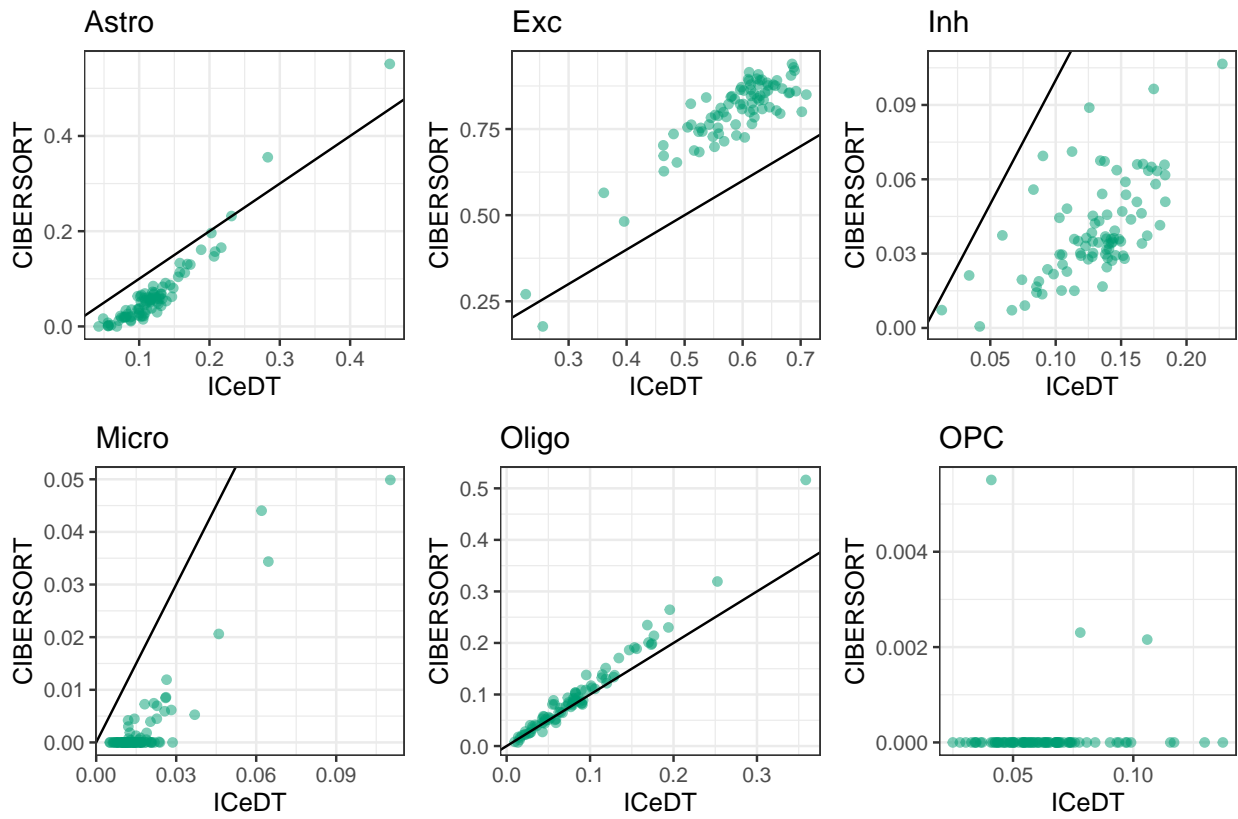 Astro
Exc
Inh
CIBERSORT
0.4
0.2
0.0
0.1
0.2
0.3
0.4
ICeDT
CIBERSORT
0.75
0.50
0.25
0.3
0.4
0.5
0.6
0.7
ICeDT
CIBERSORT
0.09
0.06
0.03
0.00
0.05
0.10
0.15
0.20
ICeDT
Micro
Oligo
OPC
CIBERSORT
0.05
0.04
0.03
0.02
0.01
0.00
0.00
0.03
0.06
0.09
ICeDT
CIBERSORT
0.5
0.4
0.3
0.2
0.1
0.0
0.0
0.1
0.2
0.3
ICeDT
CIBERSORT
0.004
0.002
0.000
0.05
0.10
ICeDT